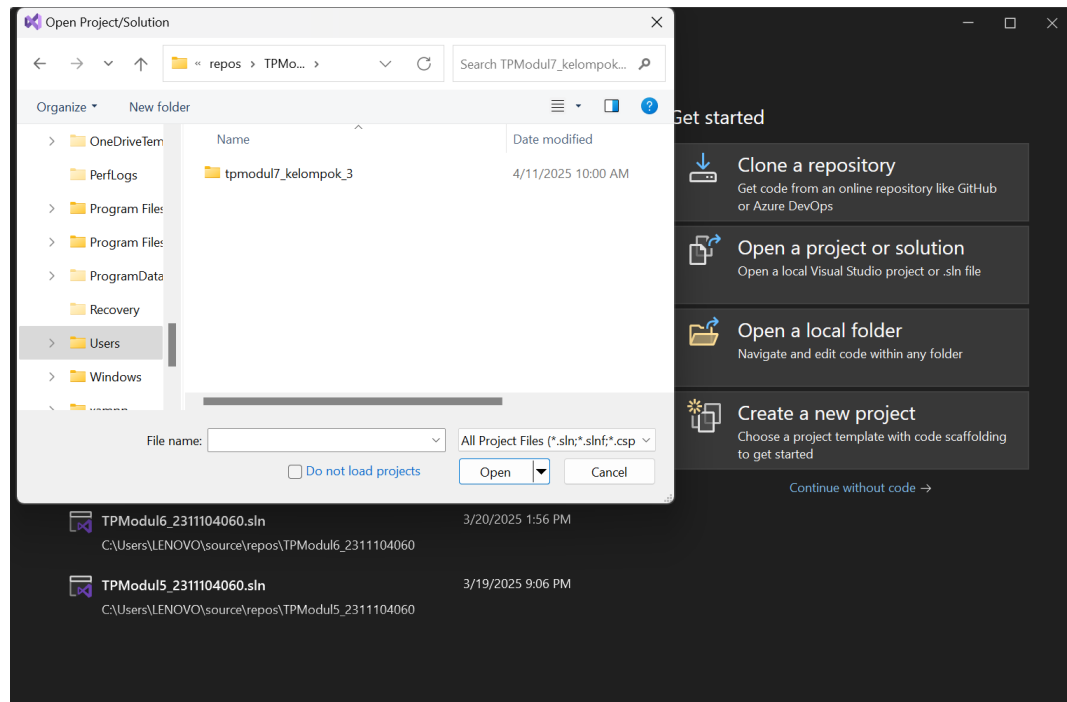 Open Project/Solution
« repos > TPMo... >
Search TPModul7_kelompok...
Organize
New folder
?
Name
Date modified
OneDriveTem
PerfLogs
Program Files
Program Files
ProgramData
Recovery
Users
Windows
xampp
tpmodul7_kelompok_3
4/11/2025 10:00 AM
File name:
All Project Files (*.sln;*.slnf;*.csp
Do not load projects
Open
Cancel
Get started
Clone a repository
Get code from an online repository like GitHub
or Azure DevOps
Open a project or solution
Open a local Visual Studio project or .sln file
Open a local folder
Navigate and edit code within any folder
Create a new project
Choose a project template with code scaffolding
to get started
Continue without code →
TPModul6_2311104060.sln
3/20/2025 1:56 PM
C:\Users\LENOVO\source\repos\TPModul6_2311104060
TPModul5_2311104060.sln
3/19/2025 9:06 PM
C:\Users\LENOVO\source\repos\TPModul5_2311104060